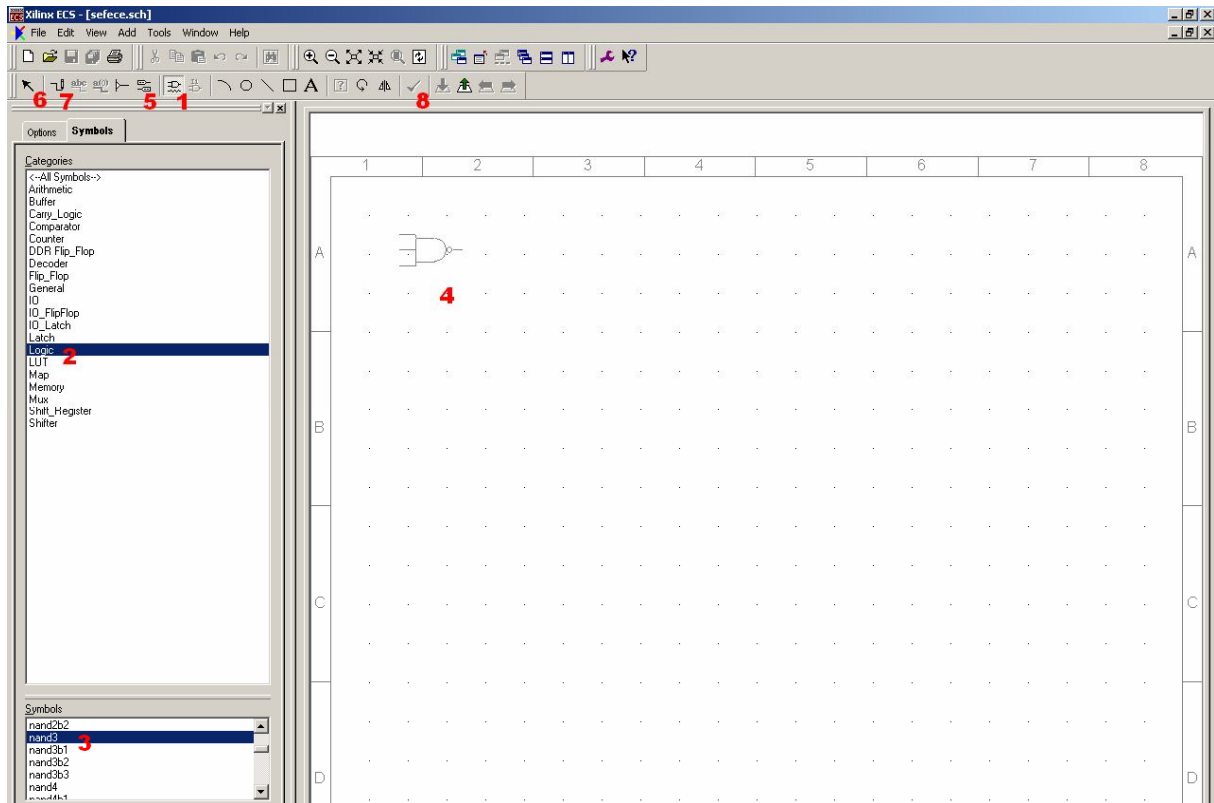 Xilinx ECS - [sefece.sch]
File Edit View Add Tools Window Help
abc A
6 7 5 1 8
Options Symbols
Categories
<--All Symbols-->
Arithmetic
Buffer
Carry_Logic
Comparator
Counter
DDR Flip_Flop
Decoder
Flip_Flop
General
IO
IO_FlipFlop
IO_Latch
Latch
Logic 2
LUT
Map
Memory
Mux
Shift_Register
Shifter
Symbols
nand2b2
nand3
nand3b1 3
nand3b2
nand3b3
nand4
nand4b1
1 2 3 4 5 6 7 8
A A
4
B B
C C
D D